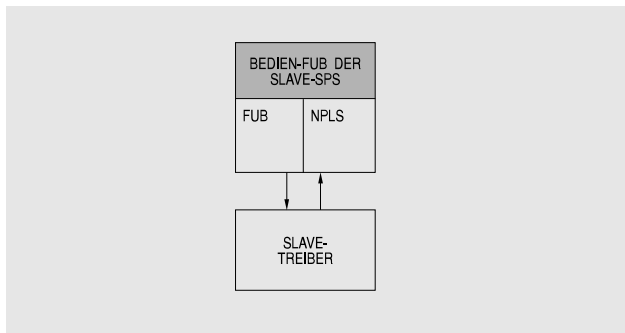 BEDIEN-FUB DER
SLAVE-SPS
FUB
NPLS
SLAVE-
TREIBER